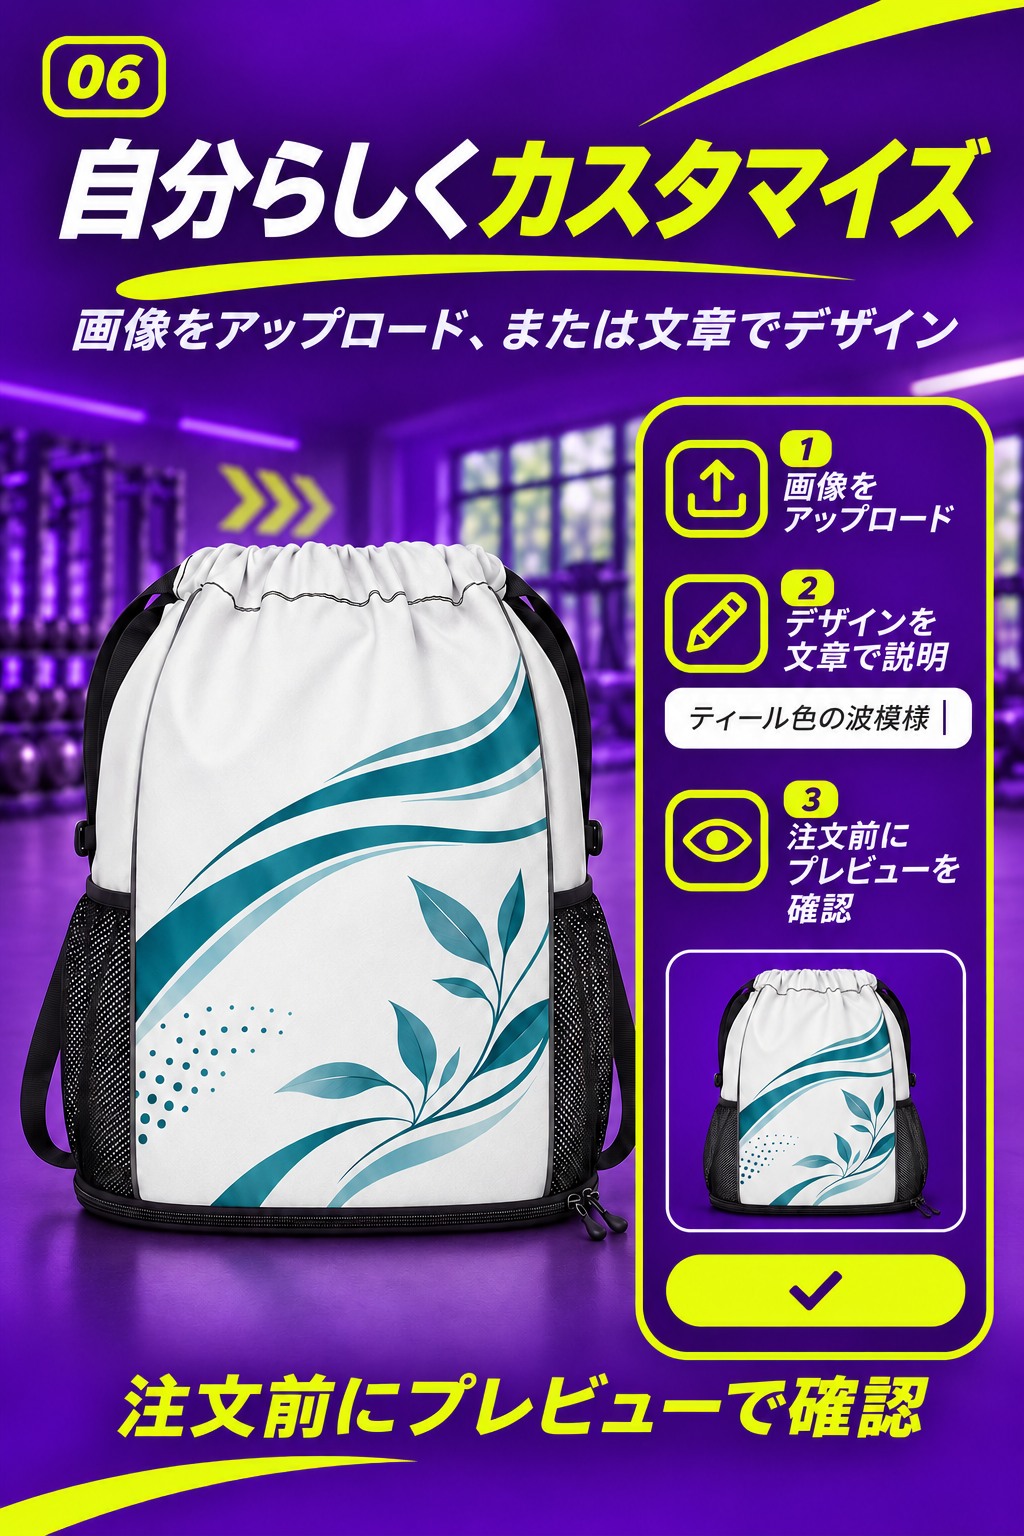 06
自分らしくカスタマイズ
画像をアップロード、または文章でデザイン
1
画像を
アップロード
2
デザインを
文章で説明
ティール色の波模様
3
注文前に
プレビューを
確認
注文前にプレビューで確認